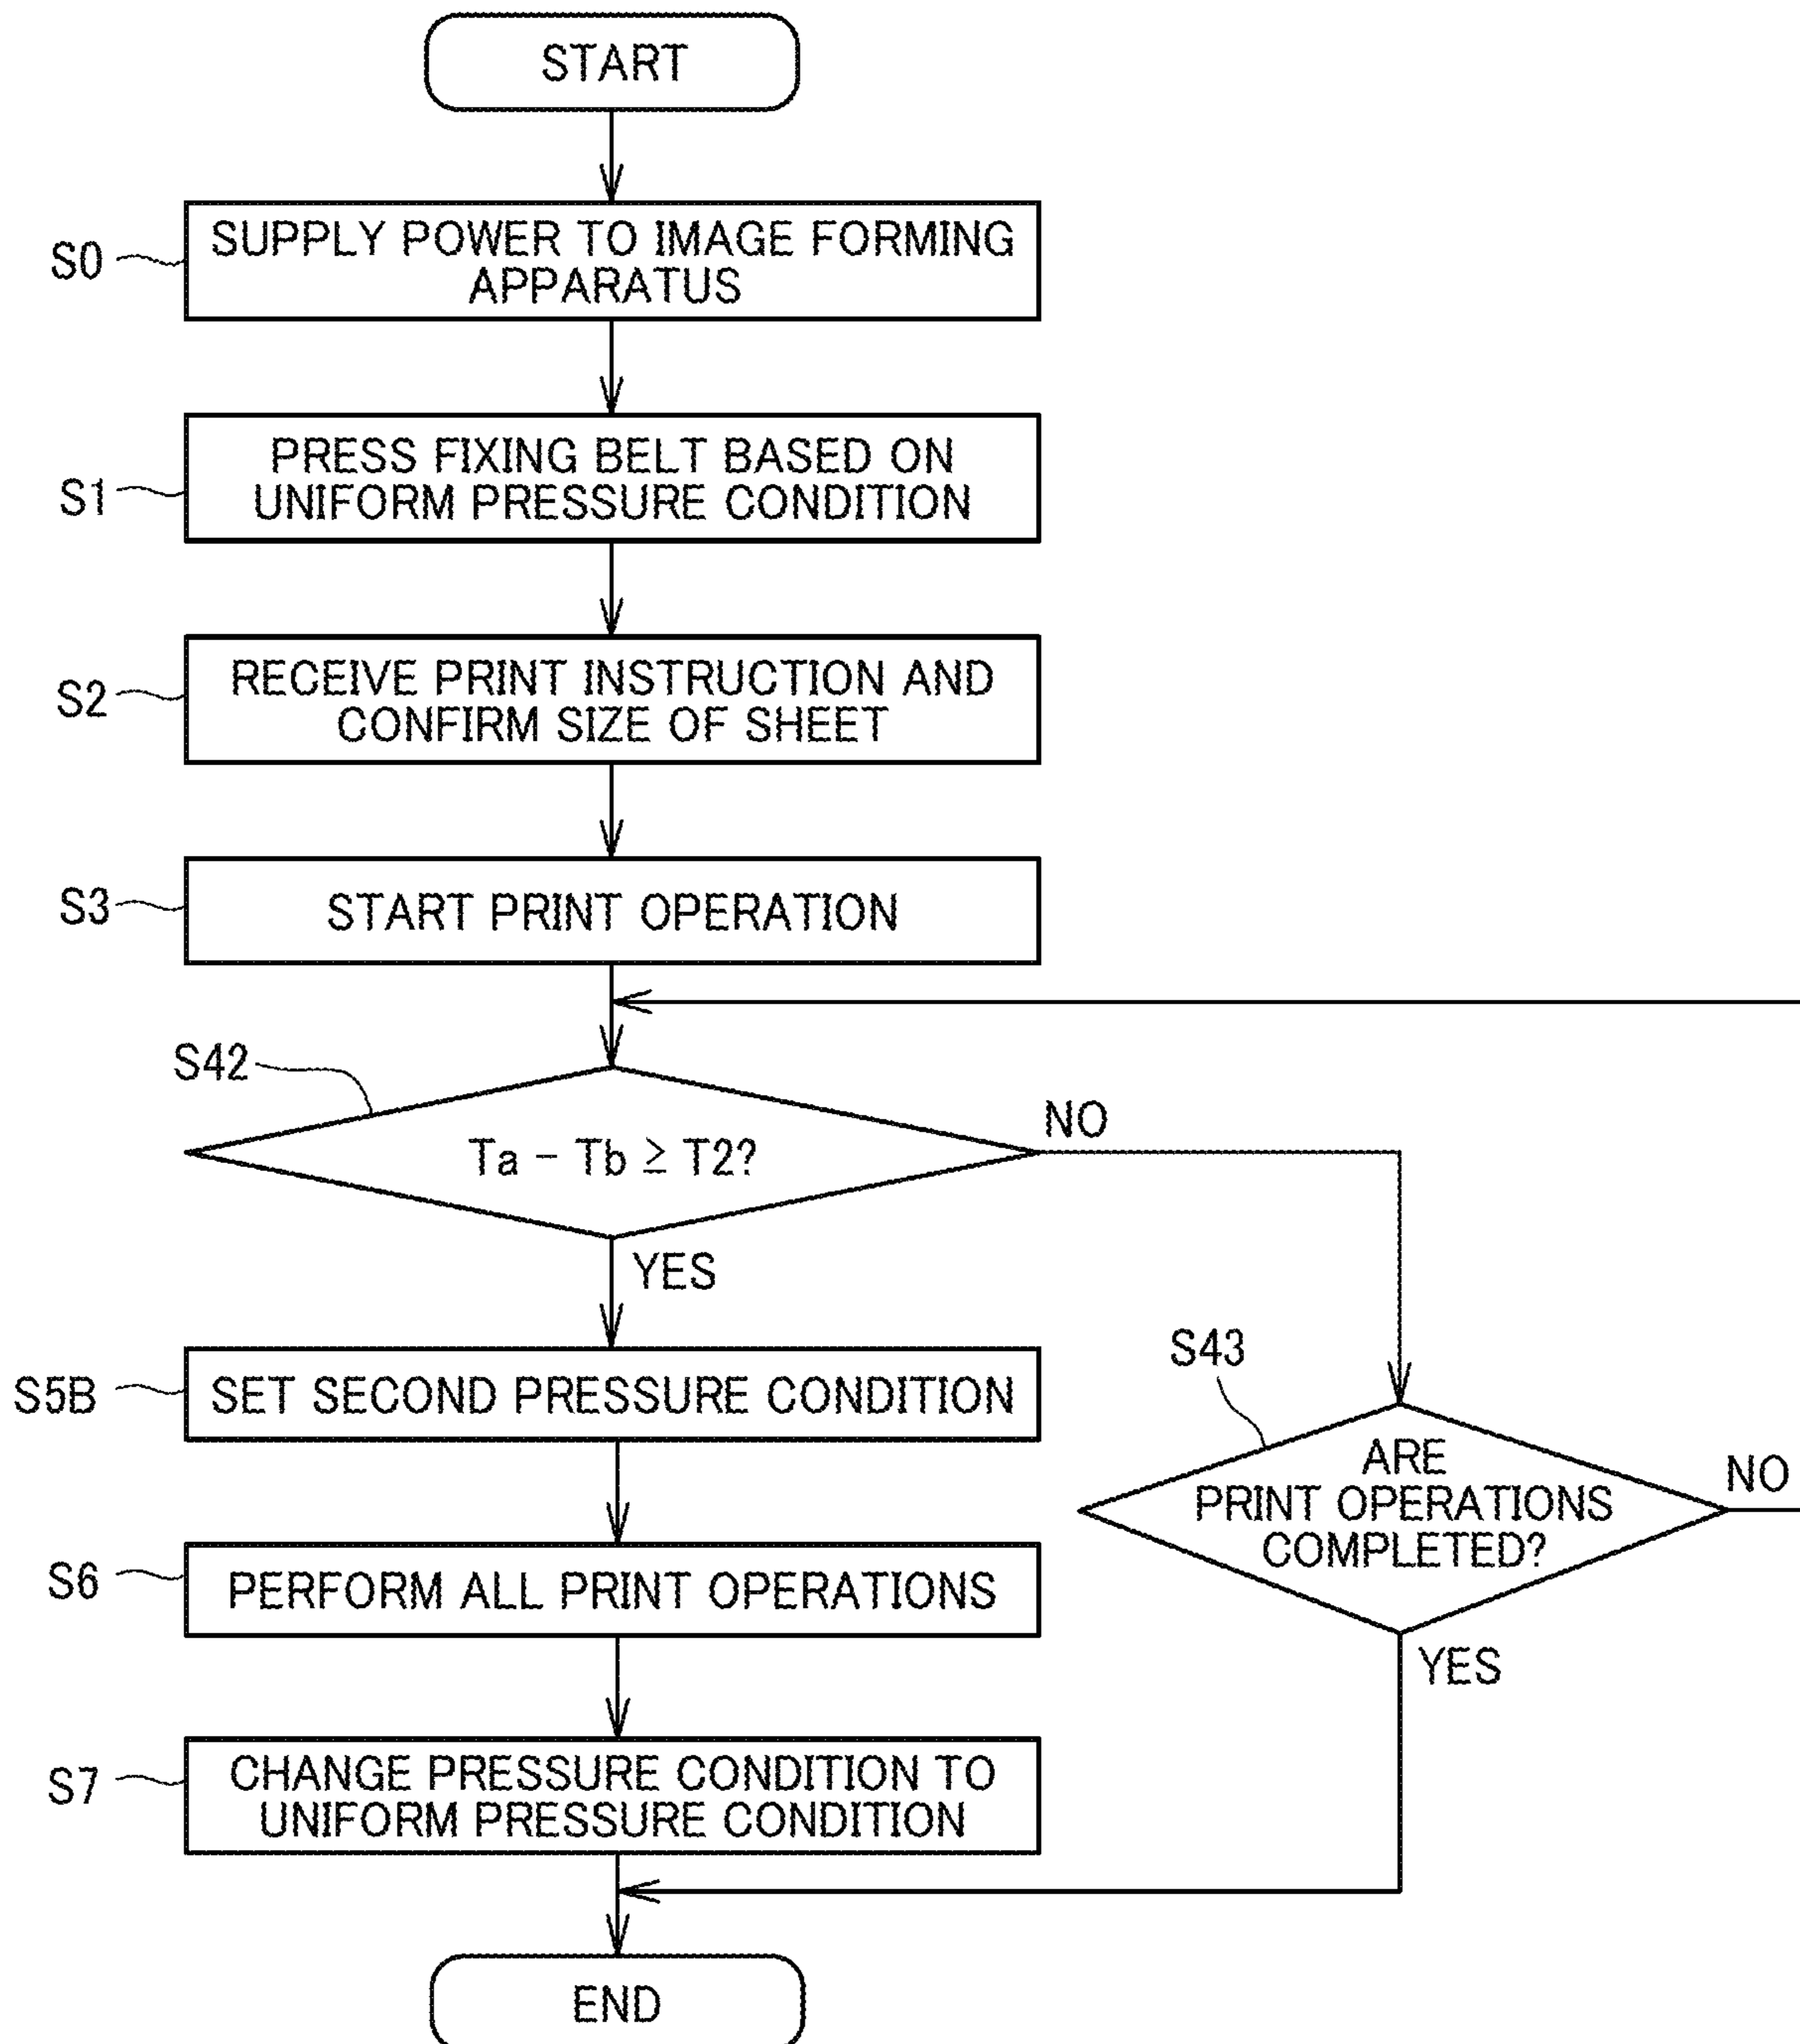 START
S0
SUPPLY POWER TO IMAGE FORMING
APPARATUS
S1
PRESS FIXING BELT BASED ON
UNIFORM PRESSURE CONDITION
S2
RECEIVE PRINT INSTRUCTION AND
CONFIRM SIZE OF SHEET
S3
START PRINT OPERATION
S42
Ta − Tb ≥ T2?
NO
YES
S5B
SET SECOND PRESSURE CONDITION
S43
ARE
PRINT OPERATIONS
COMPLETED?
NO
YES
S6
PERFORM ALL PRINT OPERATIONS
S7
CHANGE PRESSURE CONDITION TO
UNIFORM PRESSURE CONDITION
END